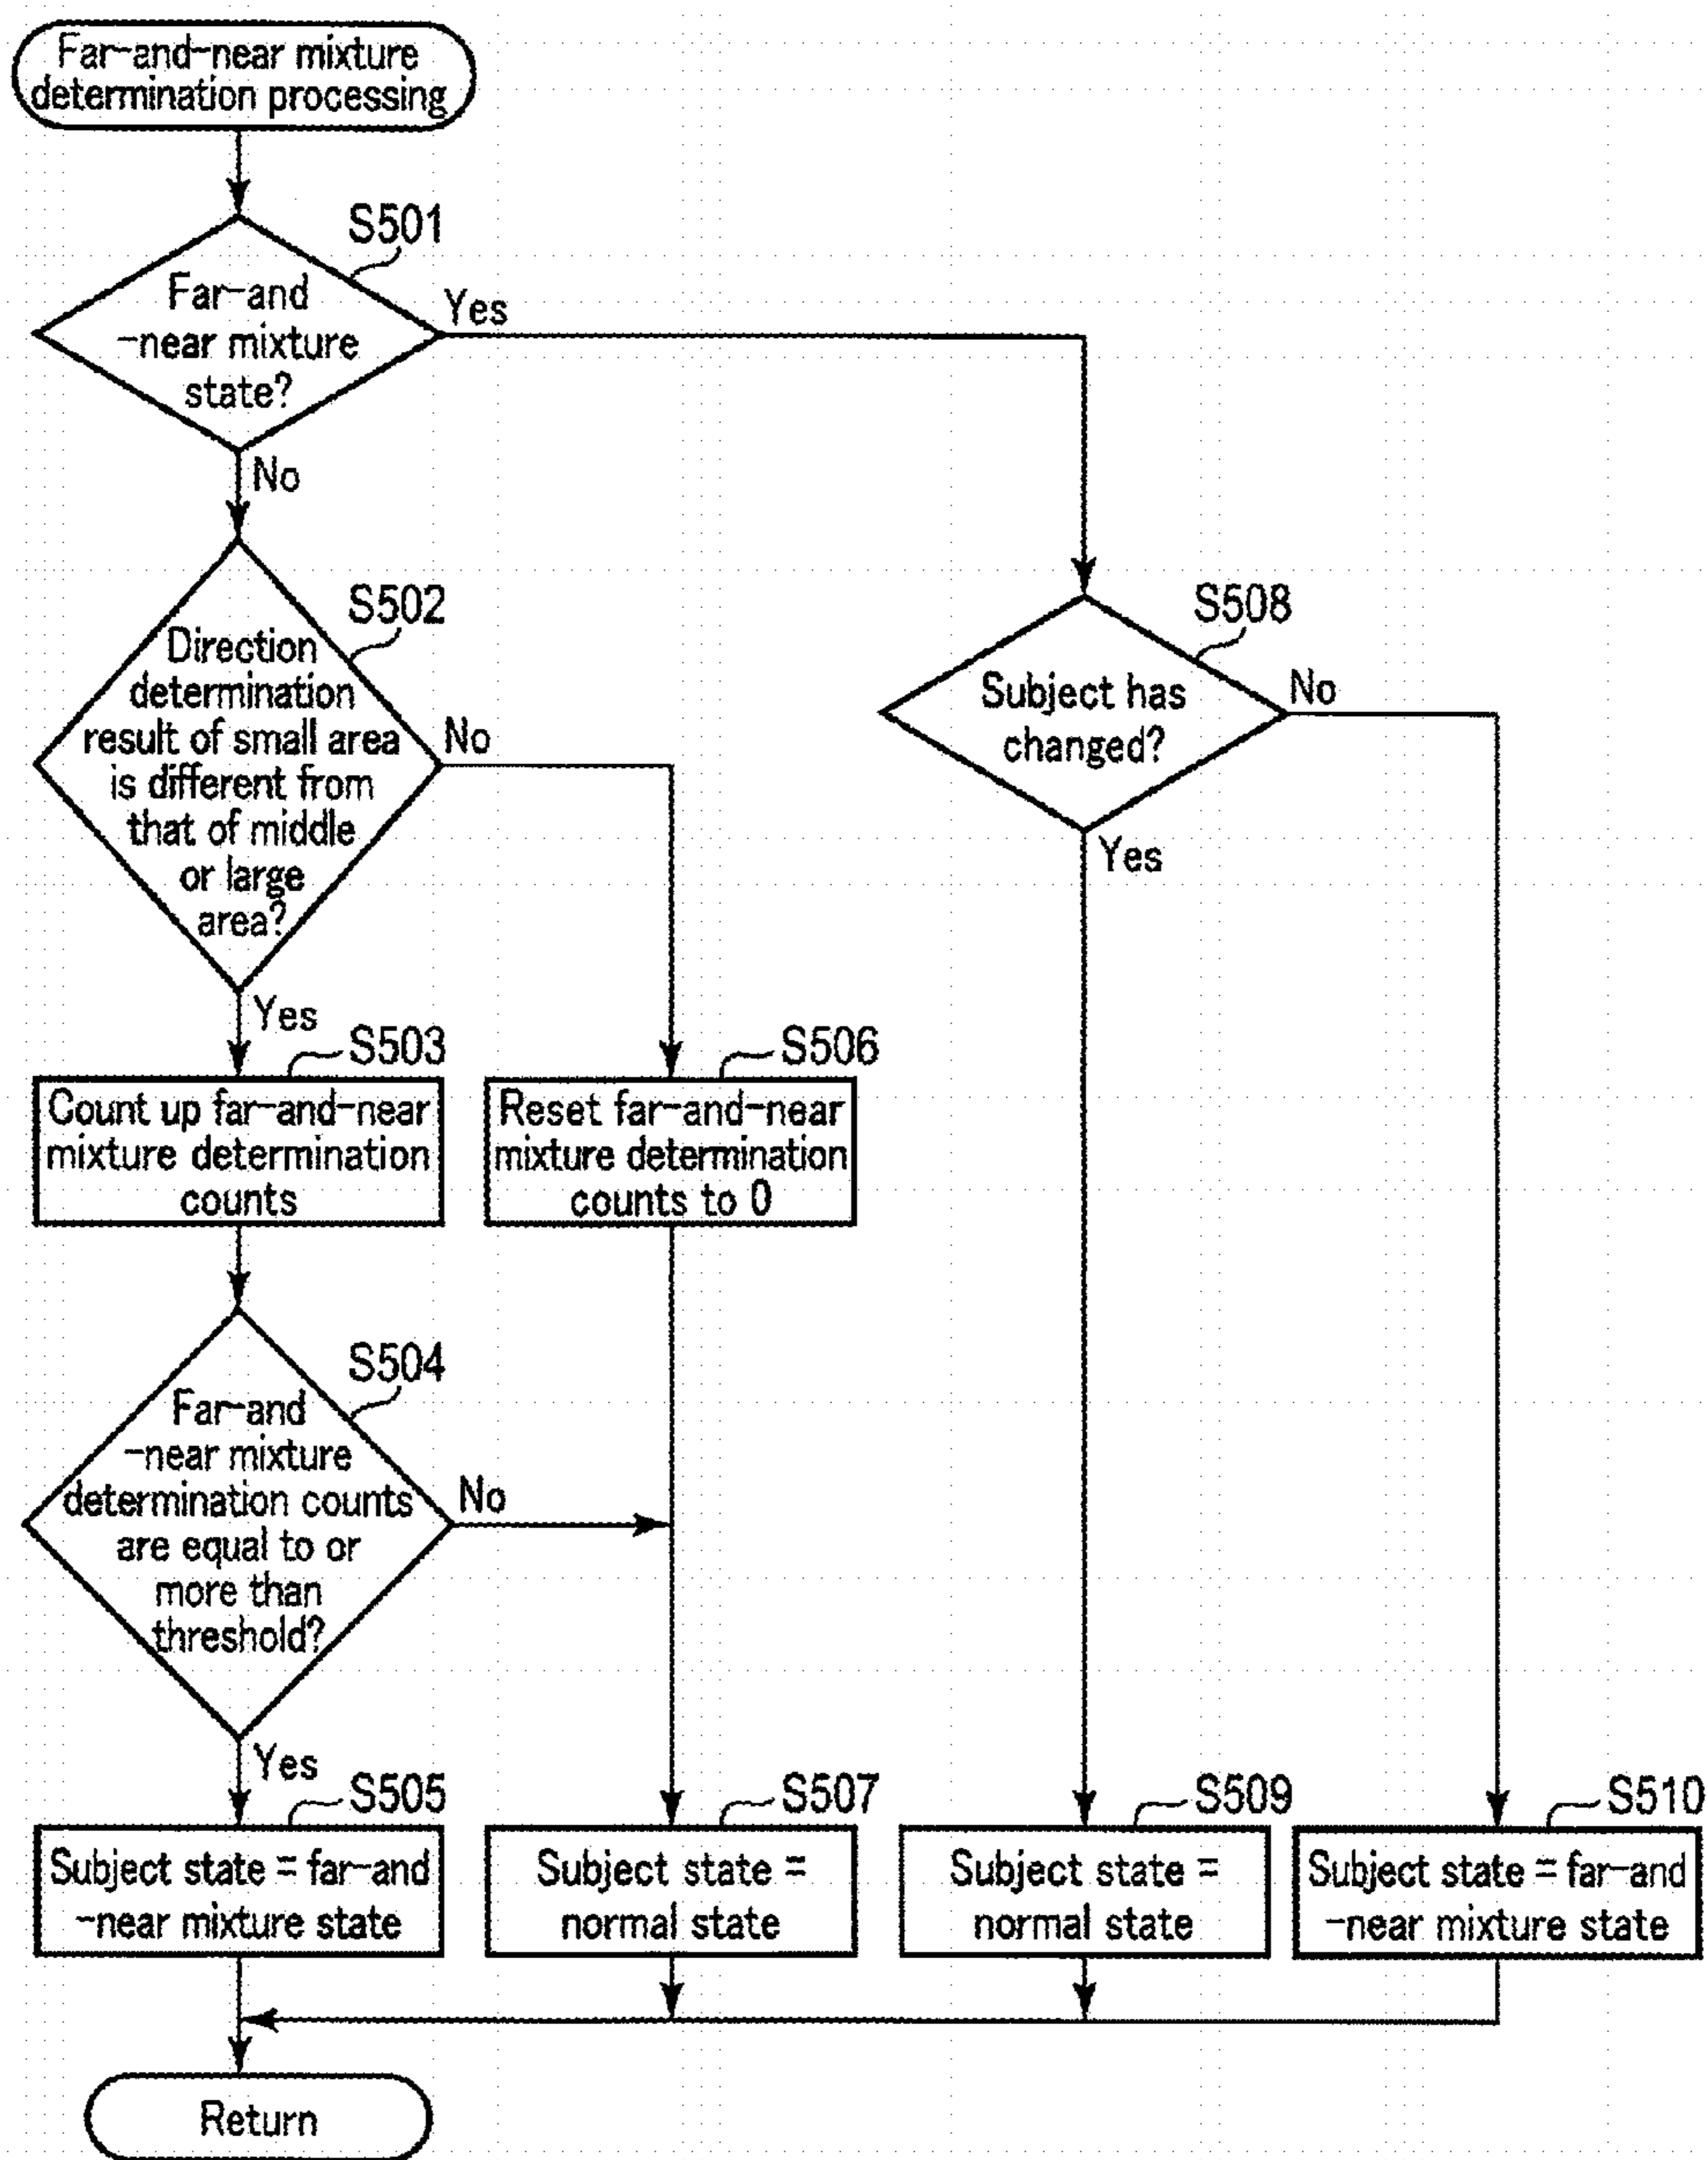 Far-and-near mixture
determination processing
S501
Far-and
-near mixture
state?
Yes
No
S502
Direction
determination
result of small area
is different from
that of middle
or large
area?
No
Yes
S508
Subject has
changed?
No
Yes
S503
Count up far-and-near
mixture determination
counts
S506
Reset far-and-near
mixture determination
counts to 0
S504
Far-and
-near mixture
determination counts
are equal to or
more than
threshold?
No
Yes
S505
Subject state = far-and
-near mixture state
S507
Subject state =
normal state
S509
Subject state =
normal state
S510
Subject state = far-and
-near mixture state
Return